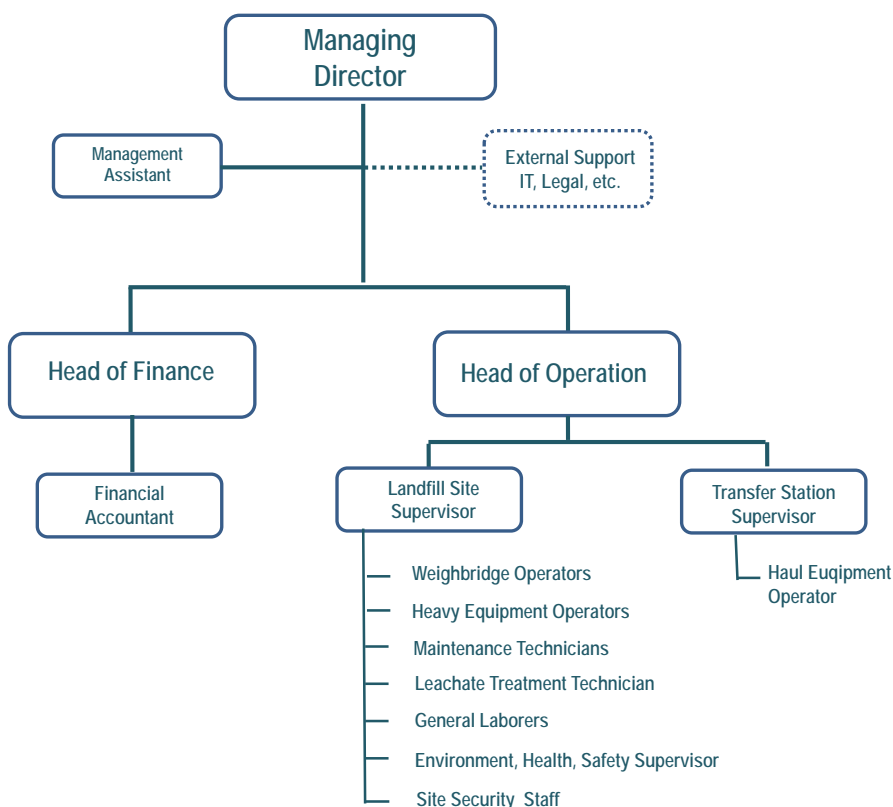 Managing
Director
Management
Assistant
External Support
IT, Legal, etc.
Head of Finance
Head of Operation
Financial
Accountant
Landfill Site
Supervisor
Transfer Station
Supervisor
Weighbridge Operators
Heavy Equipment Operators
Maintenance Technicians
Leachate Treatment Technician
General Laborers
Environment, Health, Safety Supervisor
Site Security Staff
Haul Euqipment
Operator